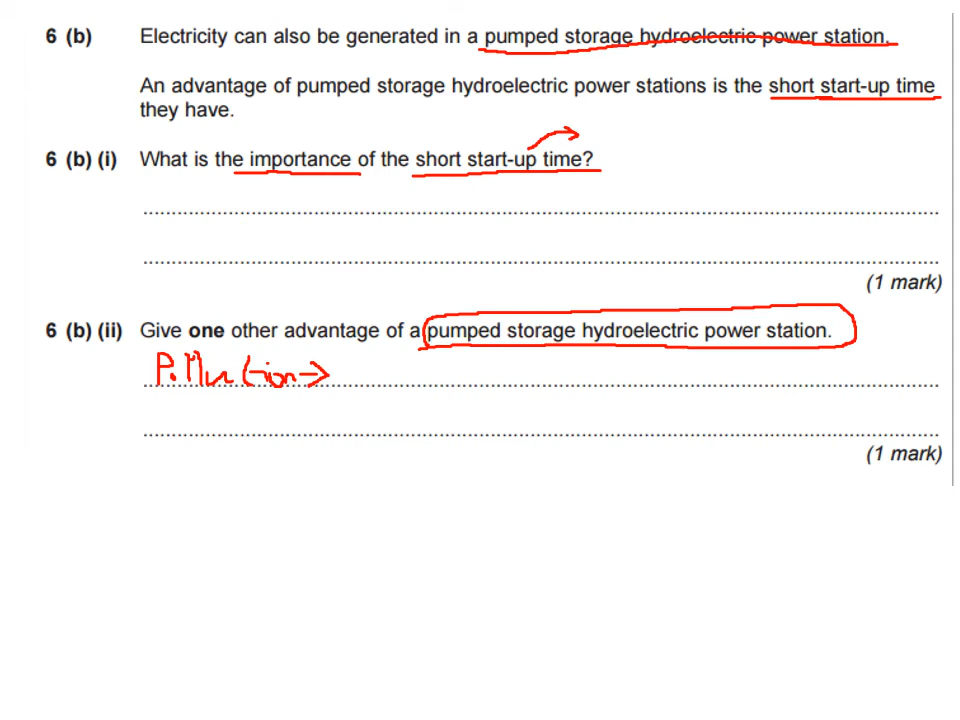 6 (b) Electricity can also be generated in a pumped storage hydroelectric power station.
An advantage of pumped storage hydroelectric power stations is the short start-up time
they have.
6 (b) (i) What is the importance of the short start-up time?
(1 mark)
6 (b) (ii) Give one other advantage of a pumped storage hydroelectric power station.
Pollution →
(1 mark)